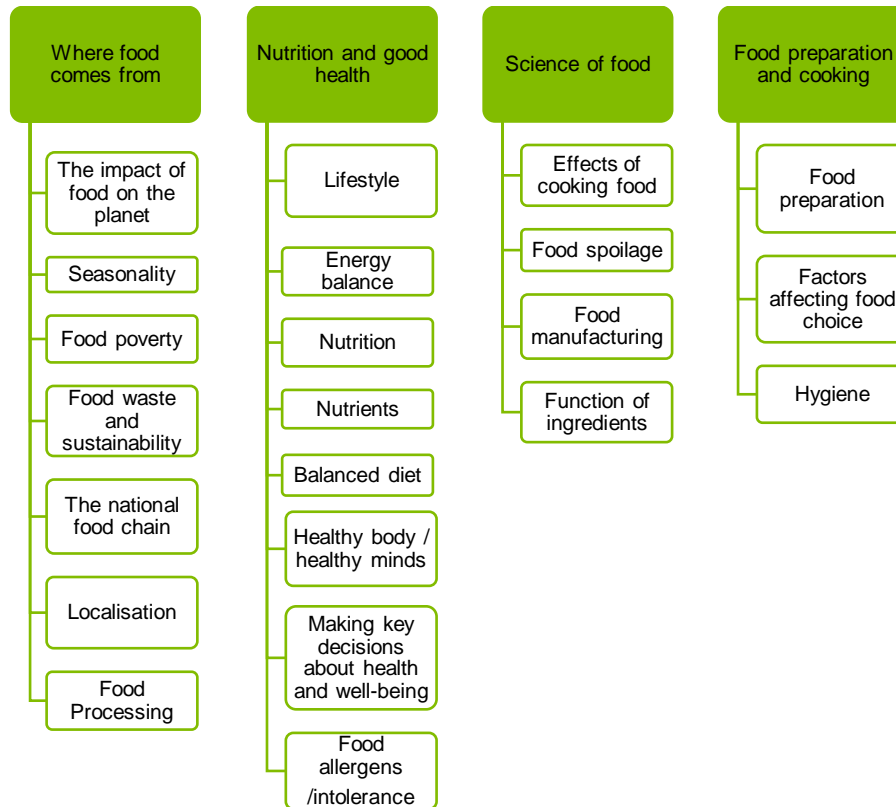 Where food
comes from
The impact of
food on the
planet
Seasonality
Food poverty
Food waste
and
sustainability
The national
food chain
Localisation
Food
Processing
Nutrition and good
health
Lifestyle
Energy
balance
Nutrition
Nutrients
Balanced diet
Healthy body /
healthy minds
Making key
decisions
about health
and well-being
Food
allergens
/intolerance
Science of food
Effects of
cooking food
Food spoilage
Food
manufacturing
Function of
ingredients
Food preparation
and cooking
Food
preparation
Factors
affecting food
choice
Hygiene